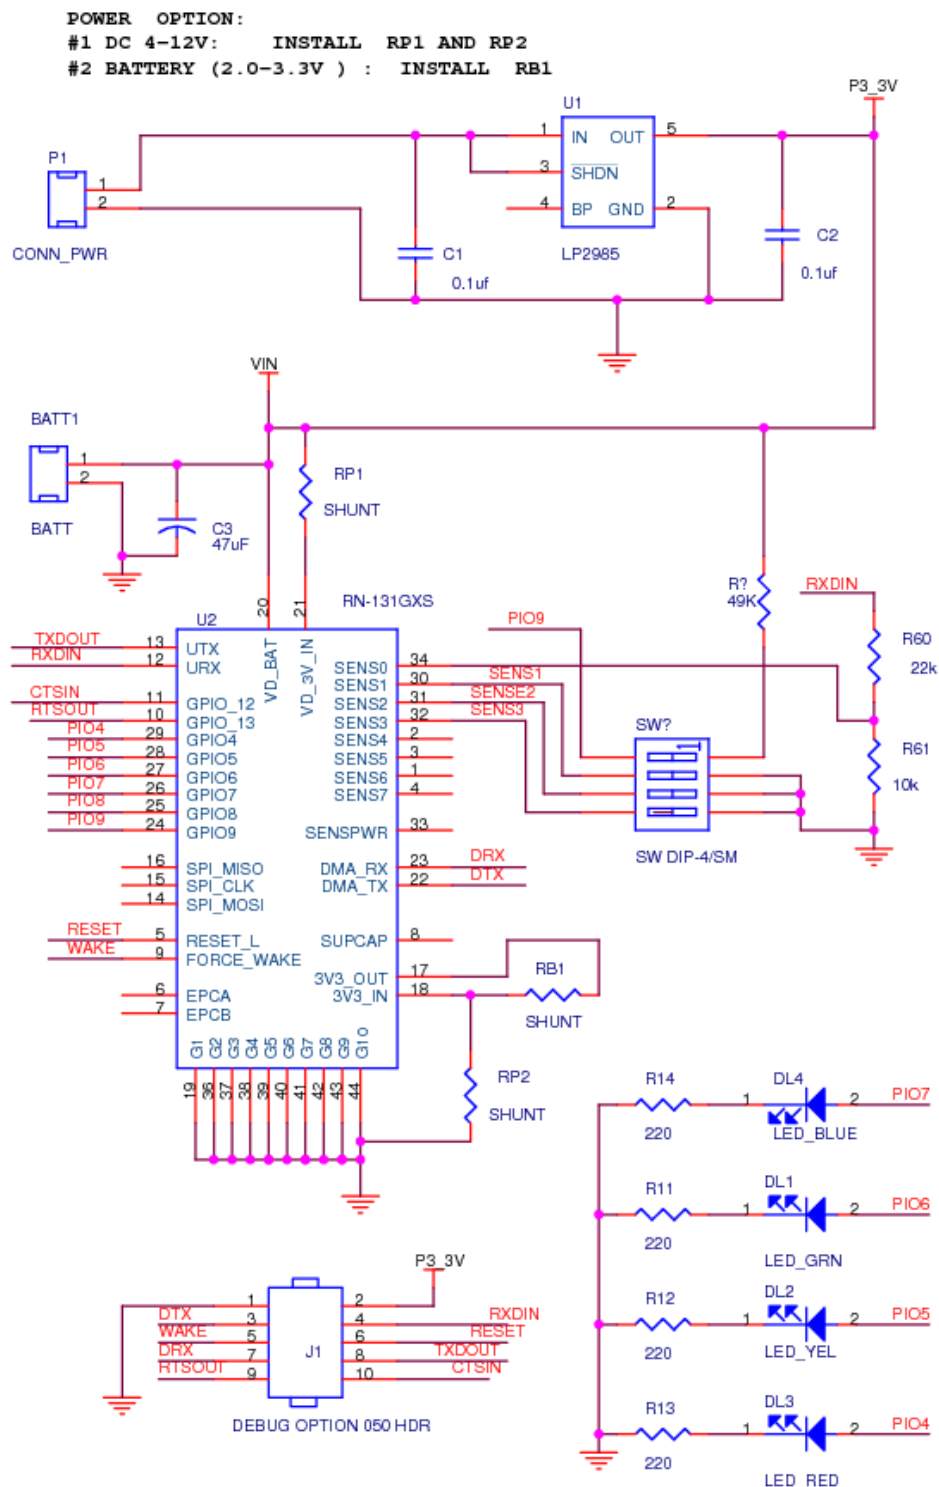 POWER OPTION:
#1 DC 4-12V: INSTALL RP1 AND RP2
#2 BATTERY (2.0-3.3V ) : INSTALL RB1
P3_3V
U1
1 IN OUT 5
3 SHDN
4 BP GND 2
LP2985
P1
1
2
CONN_PWR
C1
0.1uf
C2
0.1uf
VIN
BATT1
1
2
BATT
C3
47uF
RP1
SHUNT
R?
49K
RXDIN
R60
22k
R61
10k
PIO9
20
21
RN-131GXS
U2
VD_BAT
VD_3V_IN
TXDOUT 13 UTX
RXDIN 12 URX
CTSIN 11 GPIO_12
RTSOUT 10 GPIO_13
PIO4 29 GPIO4
PIO5 28 GPIO5
PIO6 27 GPIO6
PIO7 26 GPIO7
PIO8 25 GPIO8
PIO9 24 GPIO9
16 SPI_MISO
15 SPI_CLK
14 SPI_MOSI
RESET 5 RESET_L
WAKE 9 FORCE_WAKE
6 EPCA
7 EPCB
SENS0 34
SENS1 30 SENS1
SENS2 31 SENSE2
SENS3 32 SENS3
SENS4 2
SENS5 3
SENS6 1
SENS7 4
SENSPWR 33
DMA_RX 23 DRX
DMA_TX 22 DTX
SUPCAP 8
3V3_OUT 17
3V3_IN 18
SW?
1
SW DIP-4/SM
RB1
SHUNT
RP2
SHUNT
G1 G2 G3 G4 G5 G6 G7 G8 G9 G10
19 36 37 38 39 40 41 42 43 44
R14 DL4
1 2 PIO7
220 LED_BLUE
R11 DL1
1 2 PIO6
220 LED_GRN
R12 DL2
1 2 PIO5
220 LED_YEL
R13 DL3
1 2 PIO4
220 LED_RED
P3_3V
1 2
DTX 3 4 RXDIN
WAKE 5 6 RESET
DRX 7 8 TXDOUT
RTSOUT 9 10 CTSIN
J1
DEBUG OPTION 050 HDR